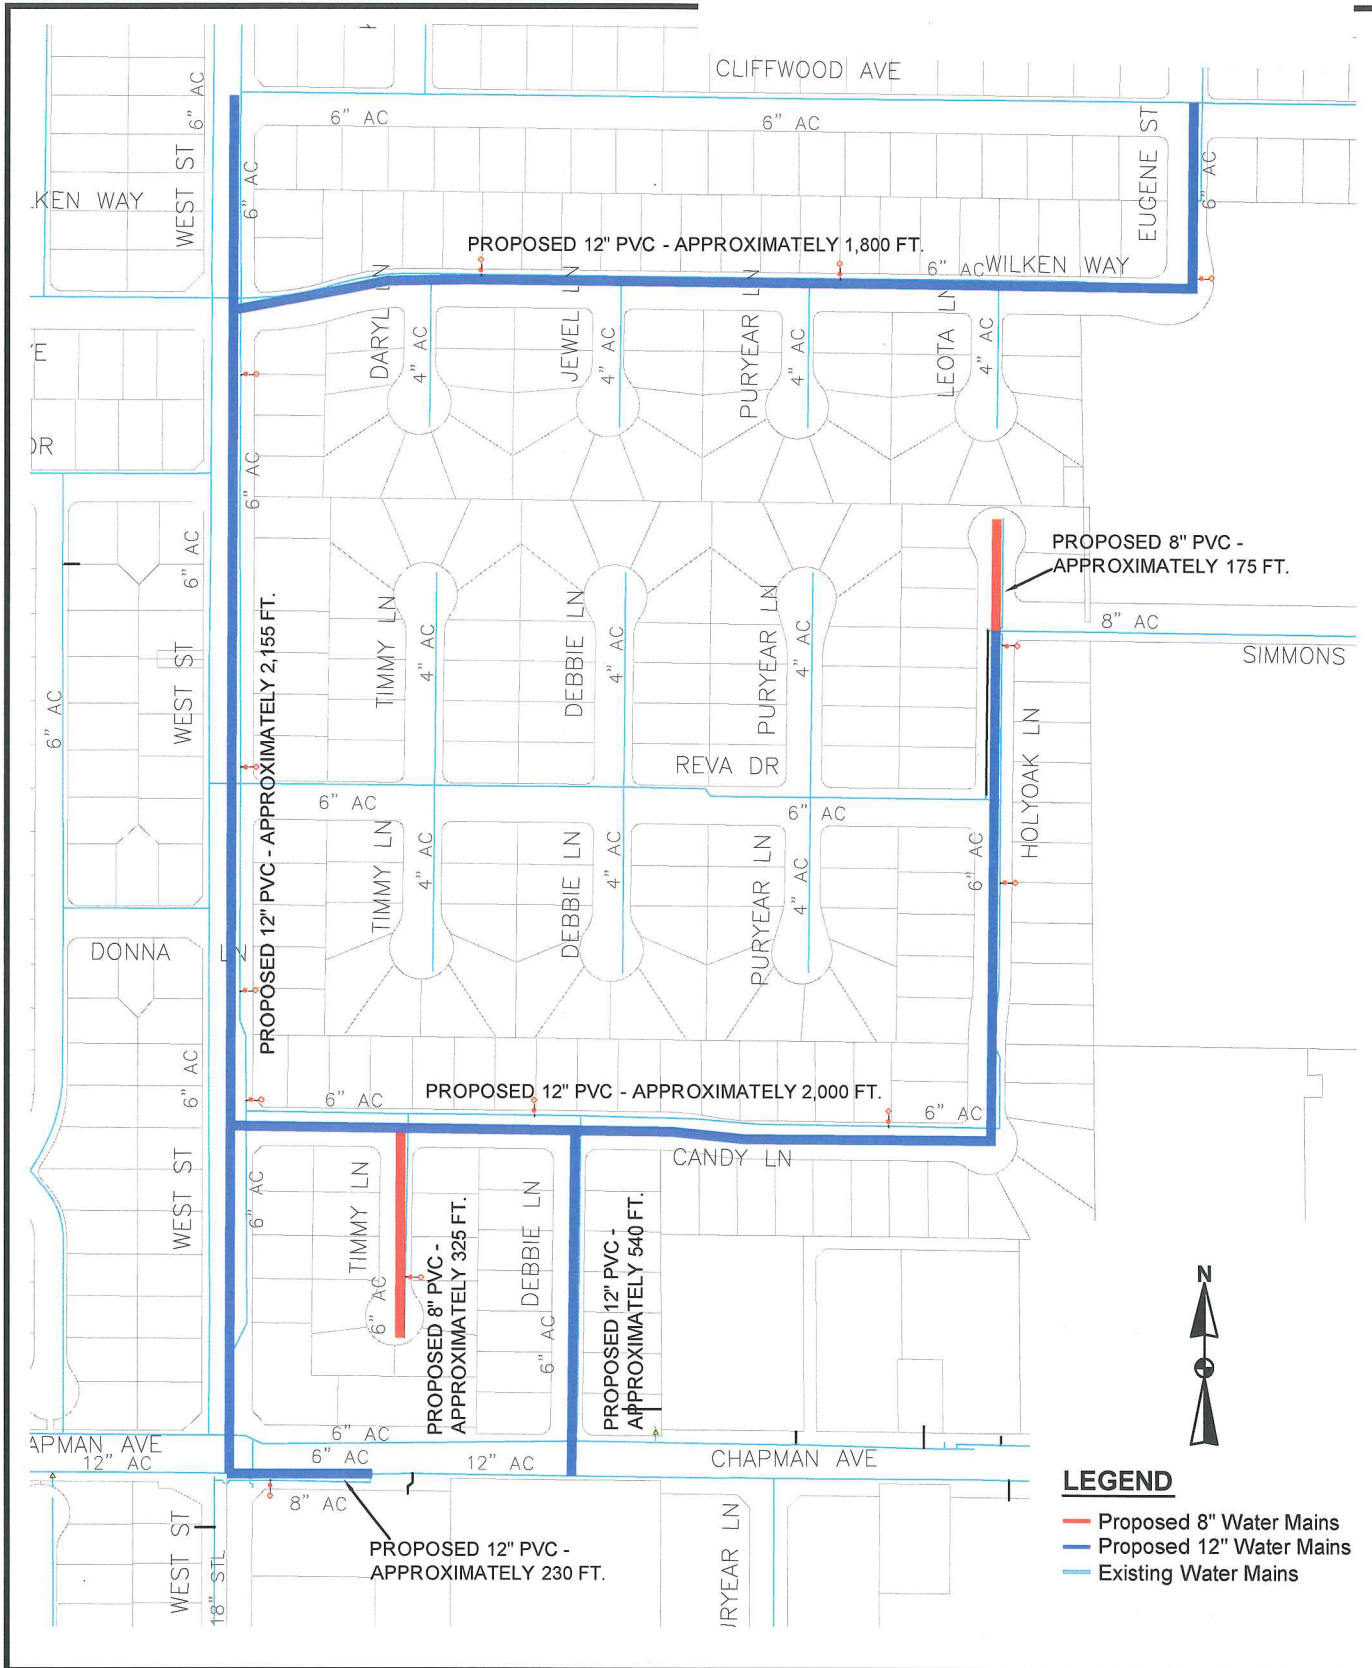 CLIFFWOOD AVE
6" AC
6" AC
6" AC
WEST ST
6" AC
EUGENE ST
6" AC
KEN WAY
PROPOSED 12" PVC - APPROXIMATELY 1,800 FT.
6" AC
WILKEN WAY
DARYL LN
4" AC
JEWEL LN
4" AC
PURYEAR LN
4" AC
LEOTA LN
4" AC
DR
6" AC
6" AC
PROPOSED 8" PVC -
APPROXIMATELY 175 FT.
8" AC
SIMMONS
WEST ST
6" AC
PROPOSED 12" PVC - APPROXIMATELY 2,155 FT.
TIMMY LN
4" AC
DEBBIE LN
4" AC
PURYEAR LN
4" AC
REVA DR
HOLYOAK LN
6" AC
6" AC
6" AC
TIMMY LN
4" AC
DEBBIE LN
4" AC
PURYEAR LN
4" AC
DONNA LN
6" AC
6" AC
PROPOSED 12" PVC - APPROXIMATELY 2,000 FT.
6" AC
CANDY LN
WEST ST
6" AC
TIMMY LN
6" AC
PROPOSED 8" PVC -
APPROXIMATELY 325 FT.
DEBBIE LN
6" AC
PROPOSED 12" PVC -
APPROXIMATELY 540 FT.
N
APMAN AVE
12" AC
6" AC
6" AC
12" AC
CHAPMAN AVE
8" AC
WEST ST
18" STL
PROPOSED 12" PVC -
APPROXIMATELY 230 FT.
URYEAR LN
LEGEND
Proposed 8" Water Mains
Proposed 12" Water Mains
Existing Water Mains